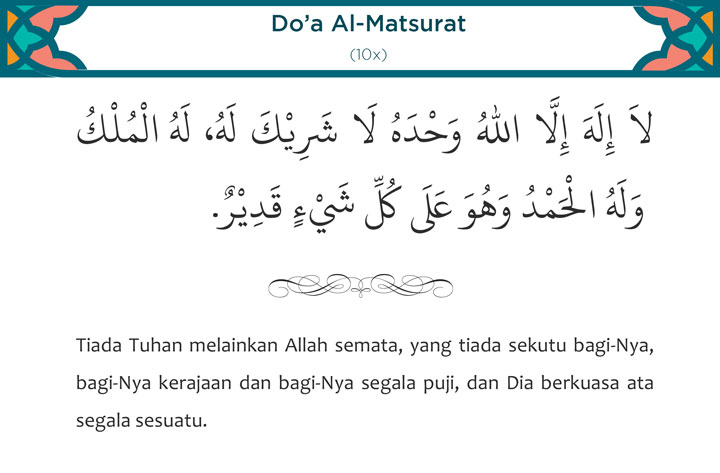 Do’a Al-Matsurat
(10x)
لاَ إِلَهَ إِلَّا اللهُ وَحْدَهُ لَا شَرِيْكَ لَهُ، لَهُ الْمُلْكُ
وَلَهُ الْحَمْدُ وَهُوَ عَلَى كُلِّ شَيْءٍ قَدِيْرٌ.
Tiada Tuhan melainkan Allah semata, yang tiada sekutu bagi-Nya,
bagi-Nya kerajaan dan bagi-Nya segala puji, dan Dia berkuasa ata
segala sesuatu.